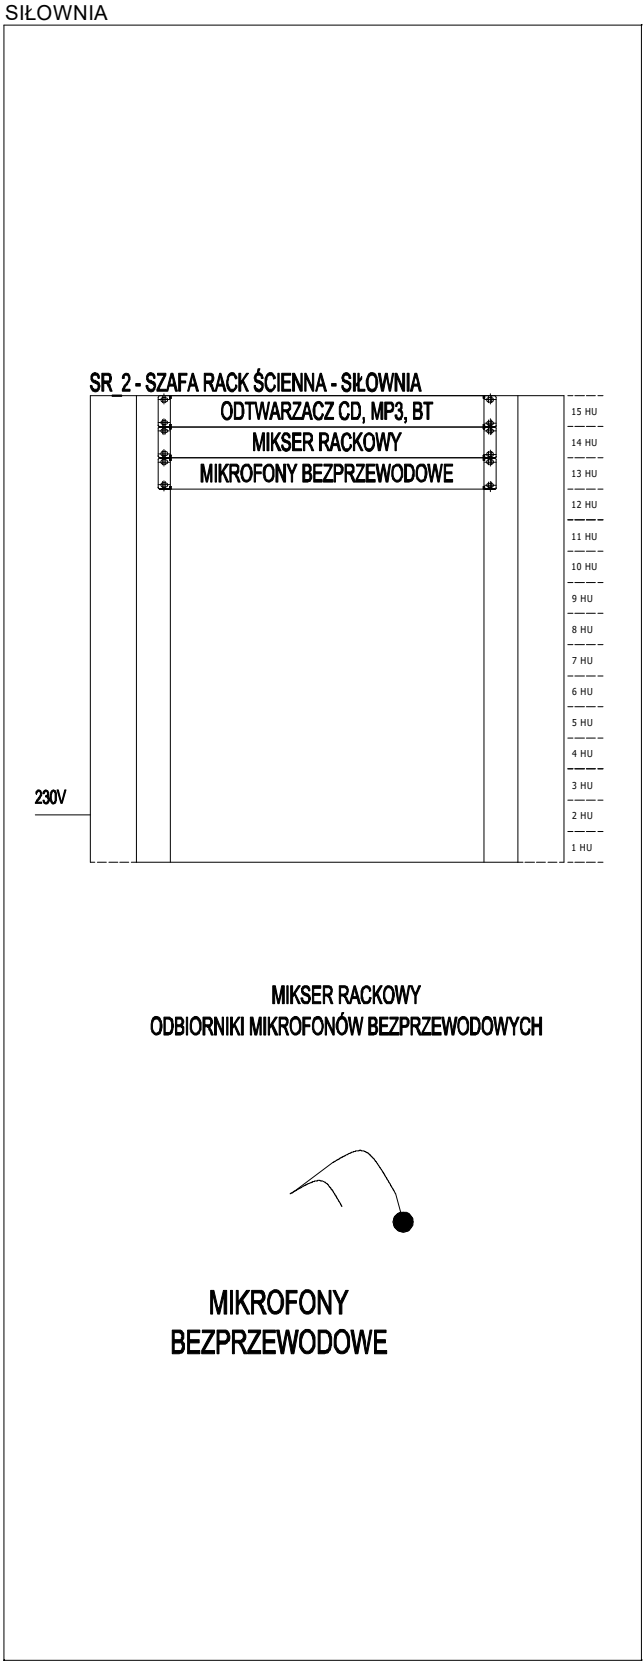 SIŁOWNIA
SR_2 - SZAFA RACK ŚCIENNA - SIŁOWNIA
ODTWARZACZ CD, MP3, BT
15 HU
MIKSER RACKOWY
14 HU
MIKROFONY BEZPRZEWODOWE
13 HU
12 HU
11 HU
10 HU
9 HU
8 HU
7 HU
6 HU
5 HU
4 HU
3 HU
230V
2 HU
1 HU
MIKSER RACKOWY
ODBIORNIKI MIKROFONÓW BEZPRZEWODOWYCH
MIKROFONY
BEZPRZEWODOWE